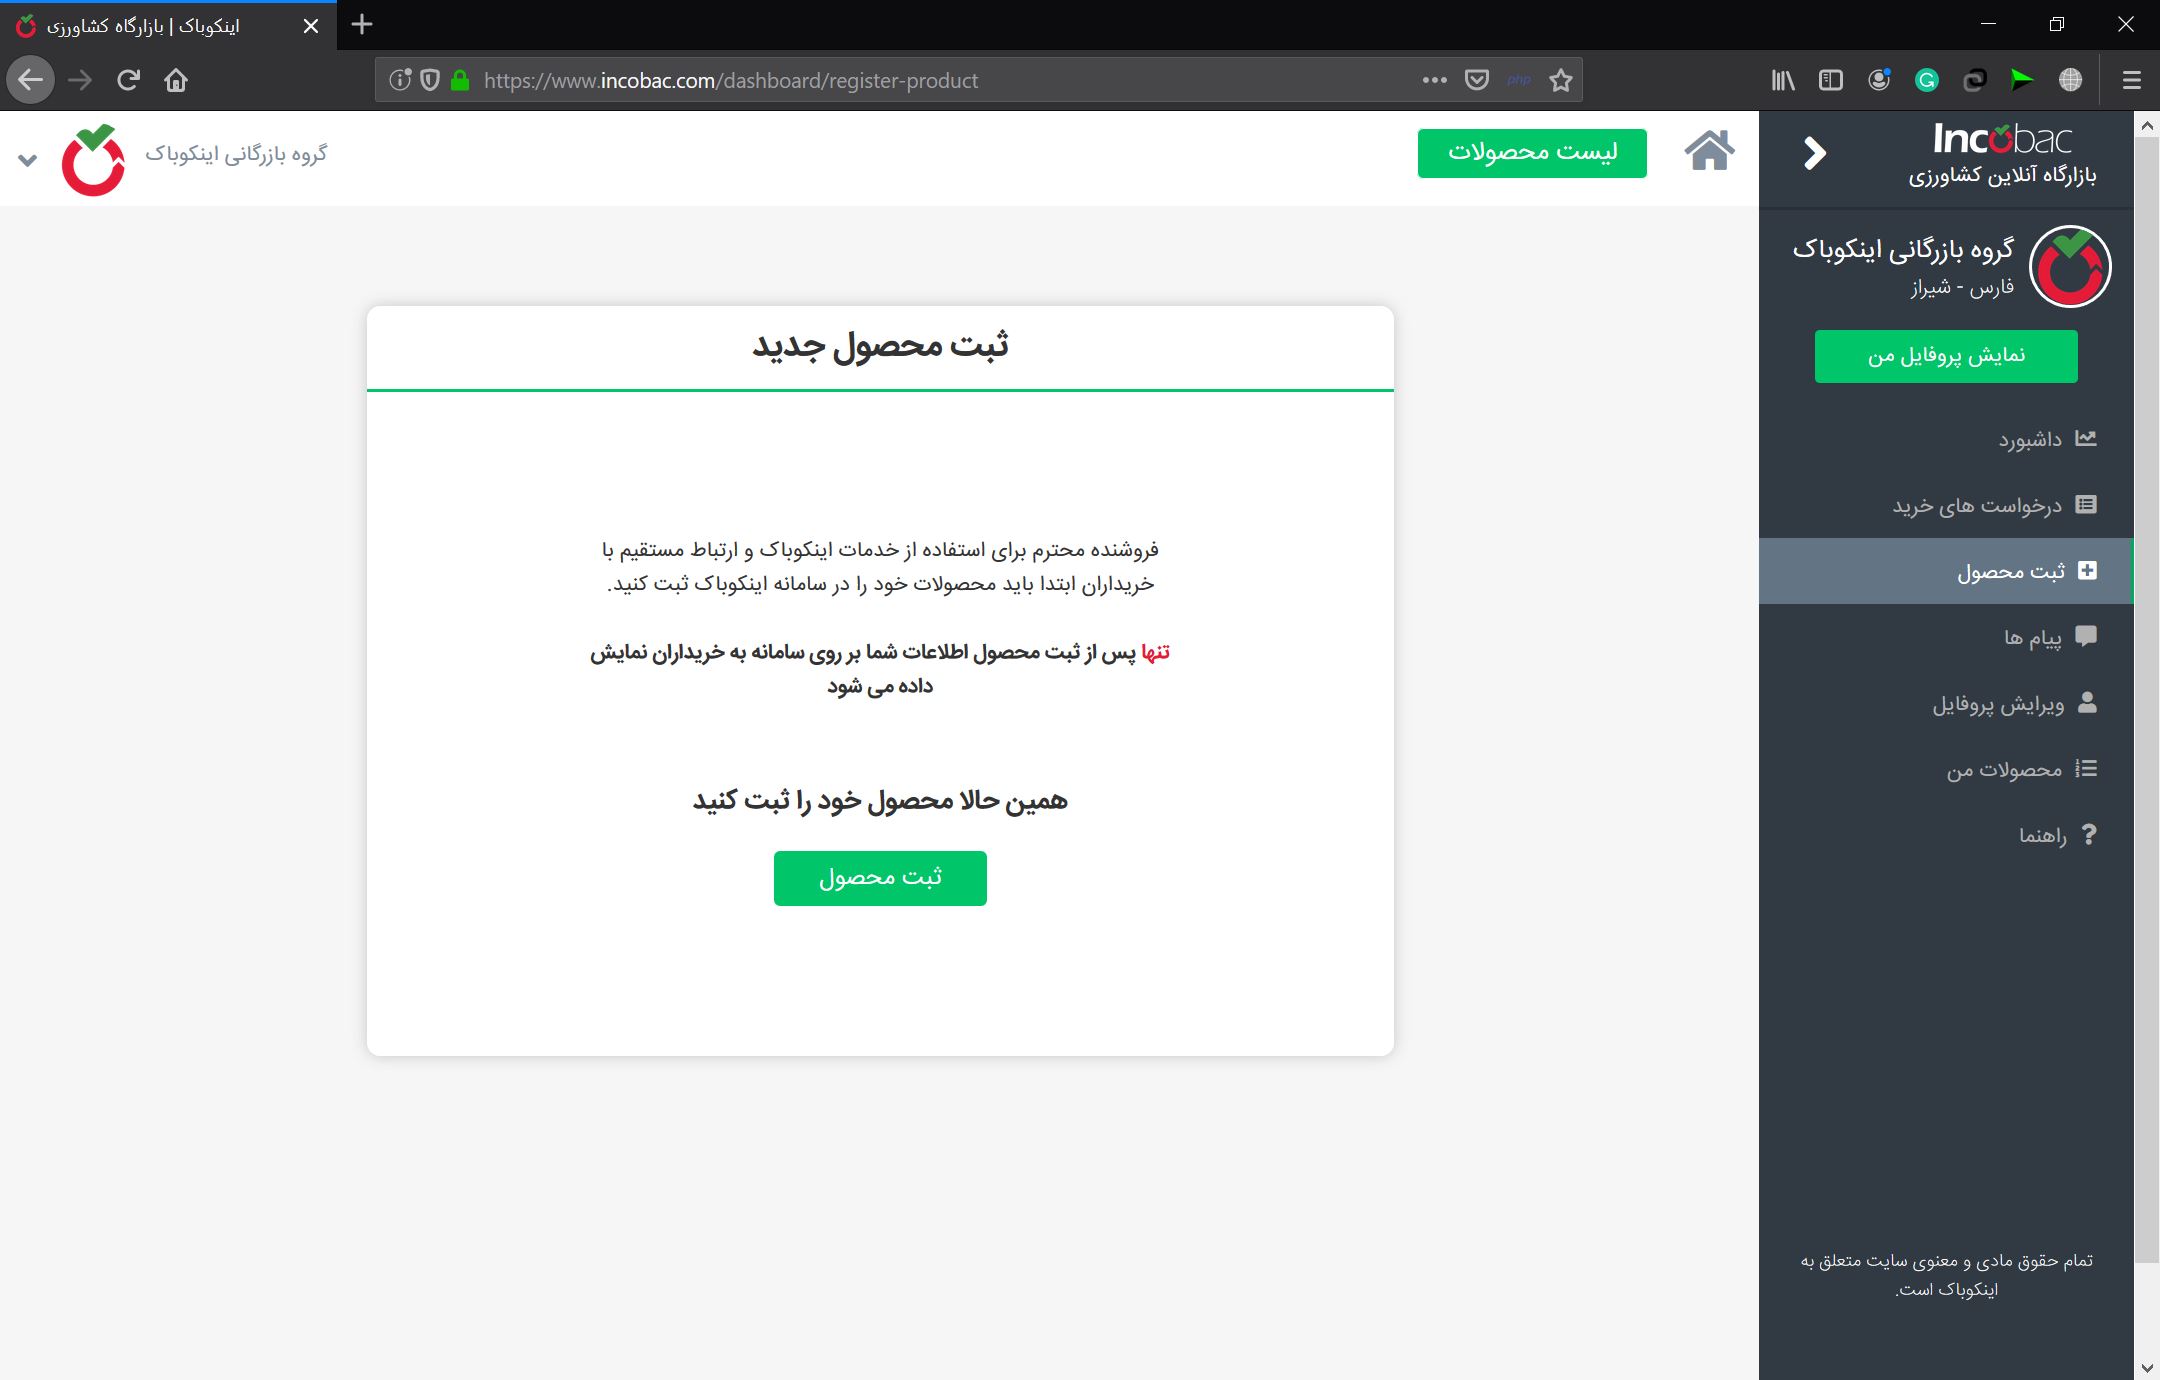 اینکوباک | بازارگاه کشاورزی
https://www.incobac.com/dashboard/register-product
php
Incobac
بازارگاه آنلاین کشاورزی
لیست محصولات
گروه بازرگانی اینکوباک
گروه بازرگانی اینکوباک
فارس - شیراز
نمایش پروفایل من
داشبورد
درخواست های خرید
ثبت محصول
پیام ها
ویرایش پروفایل
محصولات من
راهنما
تمام حقوق مادی و معنوی سایت متعلق به
اینکوباک است.
ثبت محصول جدید
فروشنده محترم برای استفاده از خدمات اینکوباک و ارتباط مستقیم با
خریداران ابتدا باید محصولات خود را در سامانه اینکوباک ثبت کنید.
تنها پس از ثبت محصول اطلاعات شما بر روی سامانه به خریداران نمایش
داده می شود
همین حالا محصول خود را ثبت کنید
ثبت محصول